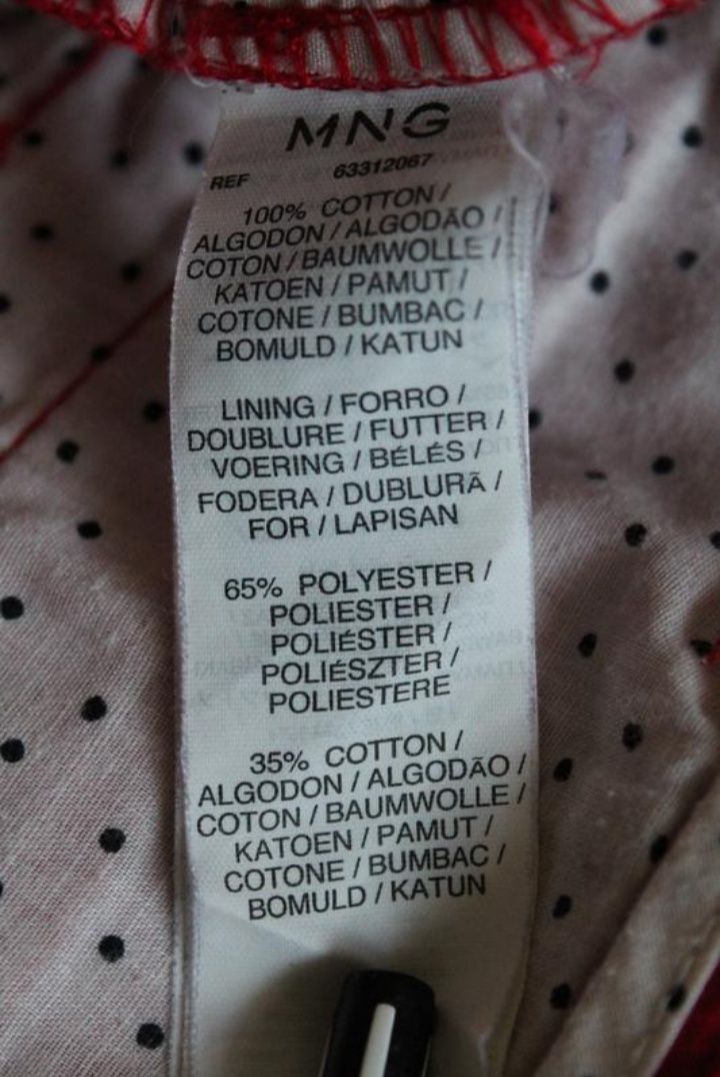 MNG
REF 63312067
100% COTTON /
ALGODON / ALGODÃO /
COTON / BAUMWOLLE /
KATOEN / PAMUT /
COTONE / BUMBAC /
BOMULD / KATUN
LINING / FORRO /
DOUBLURE / FUTTER /
VOERING / BÉLÉS /
FODERA / DUBLURÃ /
FOR / LAPISAN
65% POLYESTER /
POLIESTER /
POLIÉSTER /
POLIÉSZTER /
POLIESTERE
35% COTTON /
ALGODON / ALGODÃO /
COTON / BAUMWOLLE /
KATOEN / PAMUT /
COTONE / BUMBAC /
BOMULD / KATUN